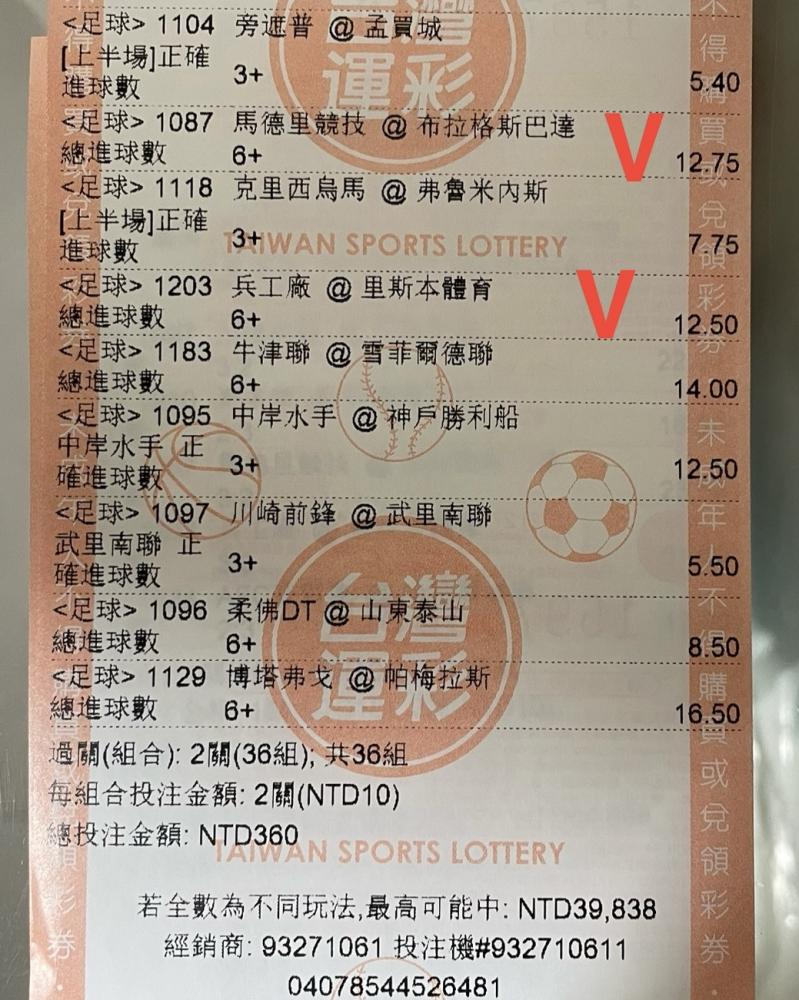 <足球> 1104 旁遮普 @ 孟買城
[上半場]正確
進球數 3+ 5.40
<足球> 1087 馬德里競技 @ 布拉格斯巴達 V
總進球數 6+ 12.75
<足球> 1118 克里西烏馬 @ 弗魯米內斯
[上半場]正確
進球數 3+ 7.75
TAIWAN SPORTS LOTTERY
<足球> 1203 兵工廠 @ 里斯本體育 V
總進球數 6+ 12.50
<足球> 1183 牛津聯 @ 雪菲爾德聯
總進球數 6+ 14.00
<足球> 1095 中岸水手 @ 神戶勝利船
中岸水手 正
確進球數 3+ 12.50
<足球> 1097 川崎前鋒 @ 武里南聯
武里南聯 正
確進球數 3+ 5.50
<足球> 1096 柔佛DT @ 山東泰山
總進球數 6+ 8.50
<足球> 1129 博塔弗戈 @ 帕梅拉斯
總進球數 6+ 16.50
台灣
運彩
過關(組合): 2關(36組); 共36組
每組合投注金額: 2關(NTD10)
總投注金額: NTD360
TAIWAN SPORTS LOTTERY
若全數為不同玩法,最高可能中: NTD39,838
經銷商: 93271061 投注機#932710611
04078544526481